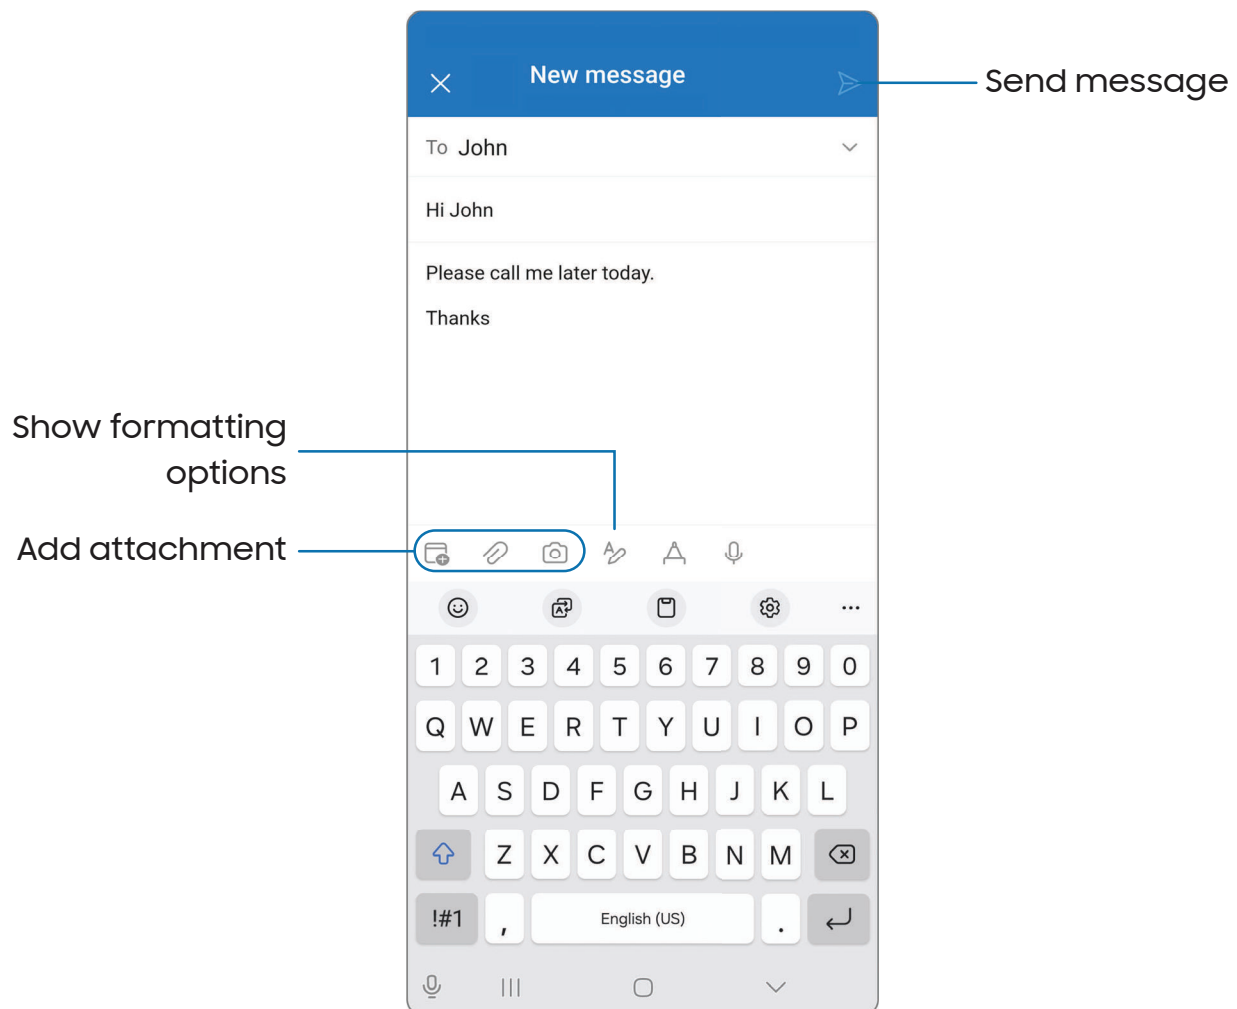 New message
Send message
To John
Hi John
Please call me later today.
Thanks
Show formatting
options
Add attachment
1 2 3 4 5 6 7 8 9 0
Q W E R T Y U I O P
A S D F G H J K L
Z X C V B N M
!#1 , English (US) .